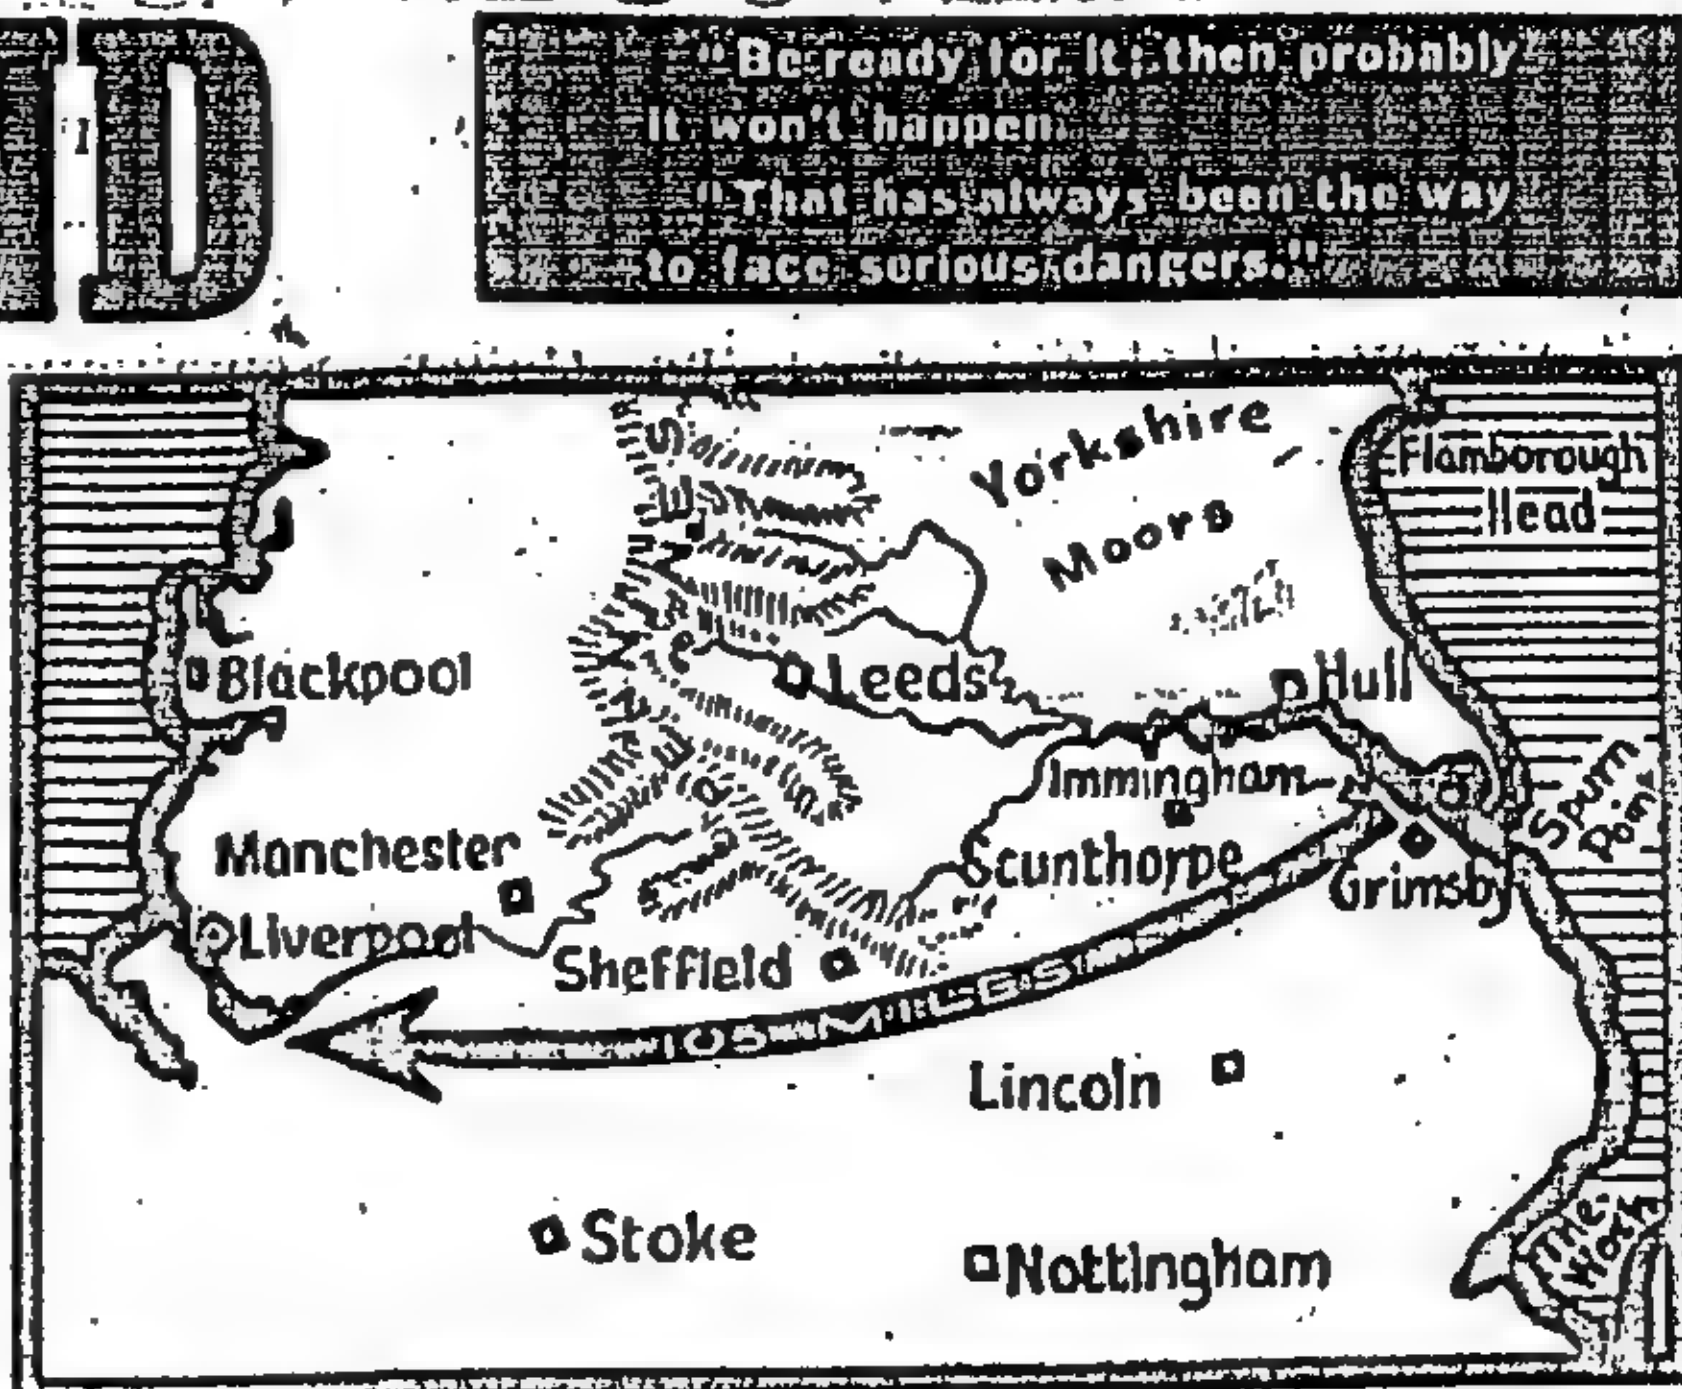 D
"Be ready for it; then probably
it won't happen.
"That has always been the way
to face serious dangers."
Yorkshire
Moors
Flamborough
Head
Blackpool
Leeds
Hull
Immingham
Spurn
Point
Manchester
Scunthorpe
Grimsby
Liverpool
Sheffield
105 MILES
Lincoln
Stoke
Nottingham
The